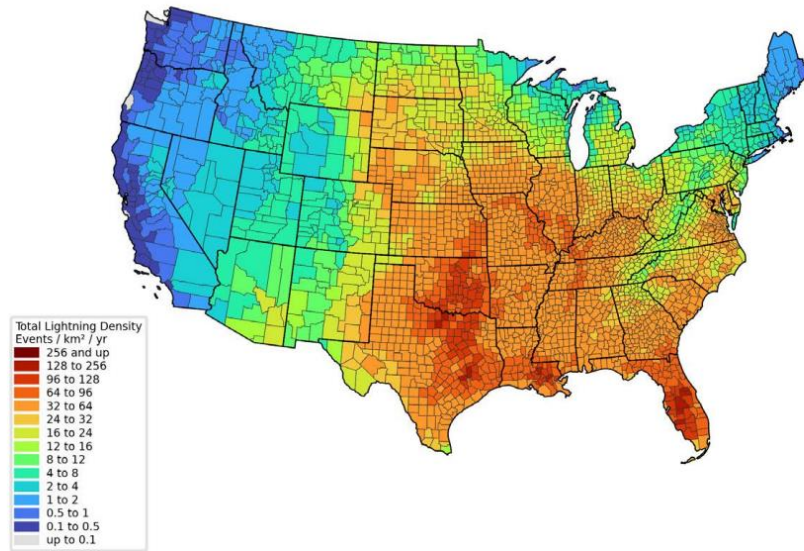 Total Lightning Density
Events / km² / yr
256 and up
128 to 256
96 to 128
64 to 96
32 to 64
24 to 32
16 to 24
12 to 16
8 to 12
4 to 8
2 to 4
1 to 2
0.5 to 1
0.1 to 0.5
up to 0.1